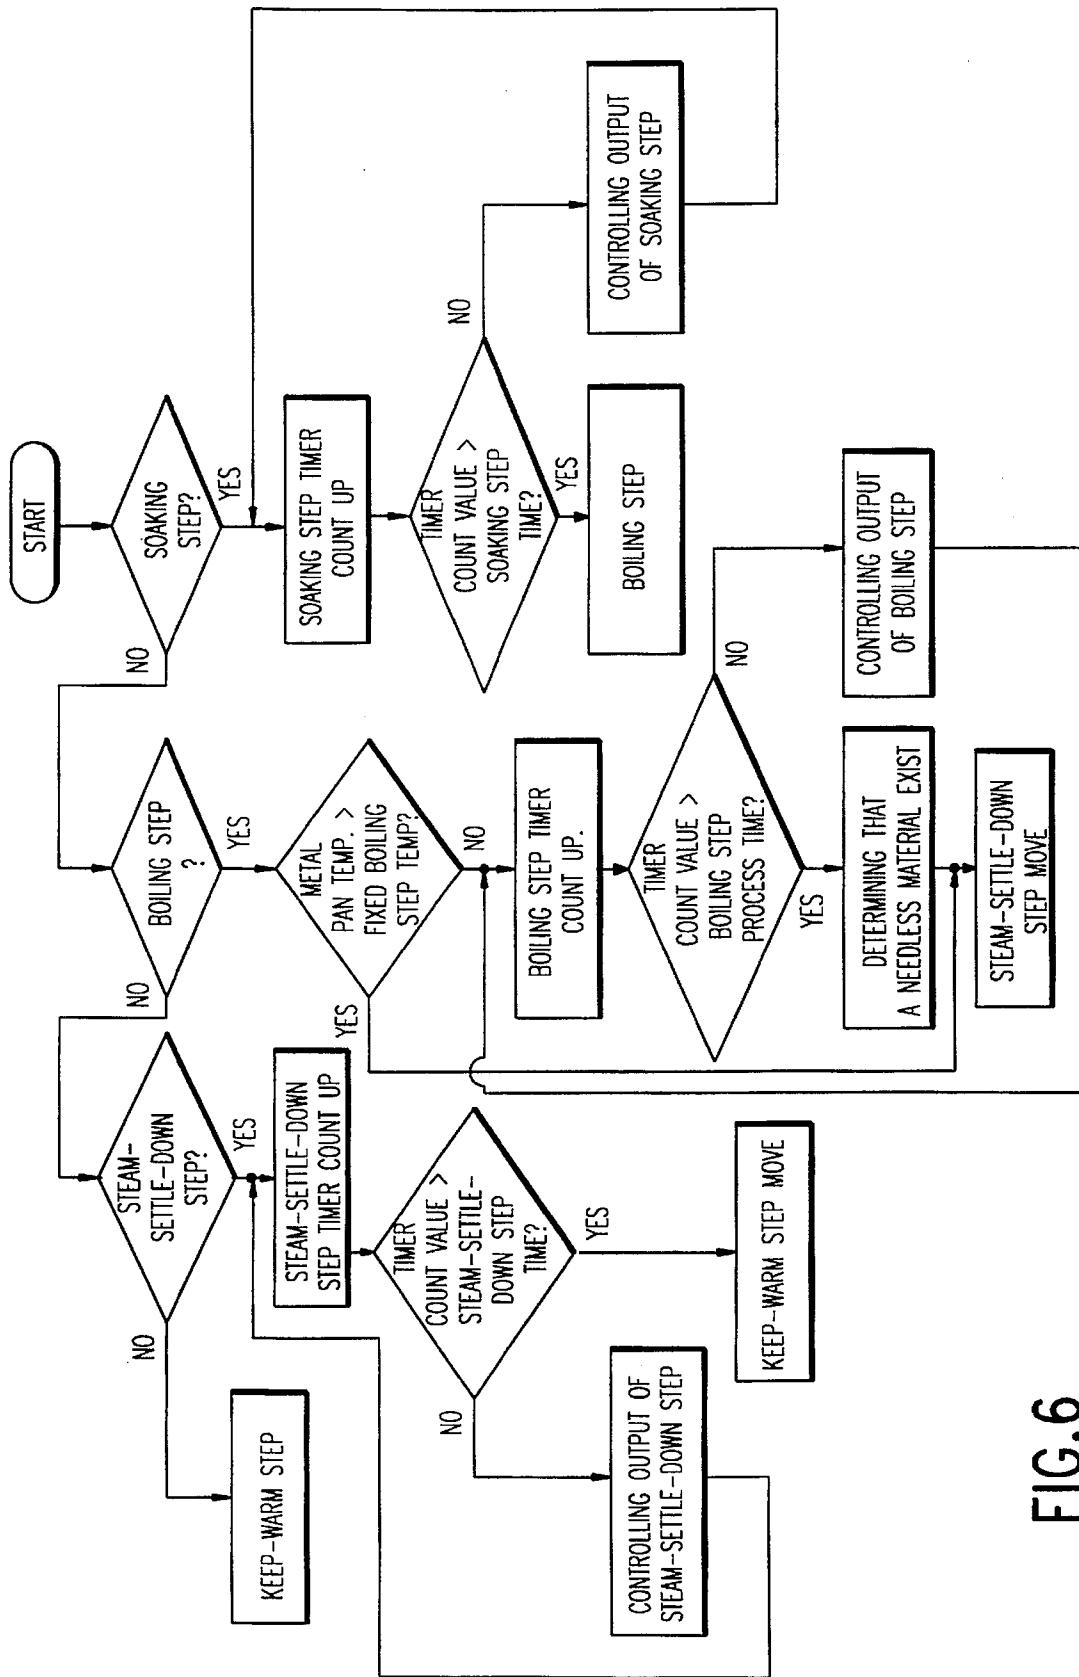 START
SOAKING
STEP?
NO
YES
SOAKING STEP TIMER
COUNT UP
TIMER
COUNT VALUE >
SOAKING STEP
TIME?
NO
YES
CONTROLLING OUTPUT
OF SOAKING STEP
BOILING STEP
BOILING STEP
?
NO
YES
METAL
PAN TEMP. >
FIXED BOILING
STEP TEMP?
YES
NO
BOILING STEP TIMER
COUNT UP.
TIMER
COUNT VALUE >
BOILING STEP
PROCESS TIME?
NO
YES
CONTROLLING OUTPUT
OF BOILING STEP
DETERMINING THAT
A NEEDLESS MATERIAL EXIST
STEAM-SETTLE-DOWN
STEP MOVE
STEAM-
SETTLE-DOWN
STEP?
NO
YES
STEAM-SETTLE-DOWN
STEP TIMER COUNT UP
TIMER
COUNT VALUE >
STEAM-SETTLE-
DOWN STEP
TIME?
NO
YES
CONTROLLING OUTPUT OF
STEAM-SETTLE-DOWN STEP
KEEP-WARM STEP MOVE
KEEP-WARM STEP
FIG.6